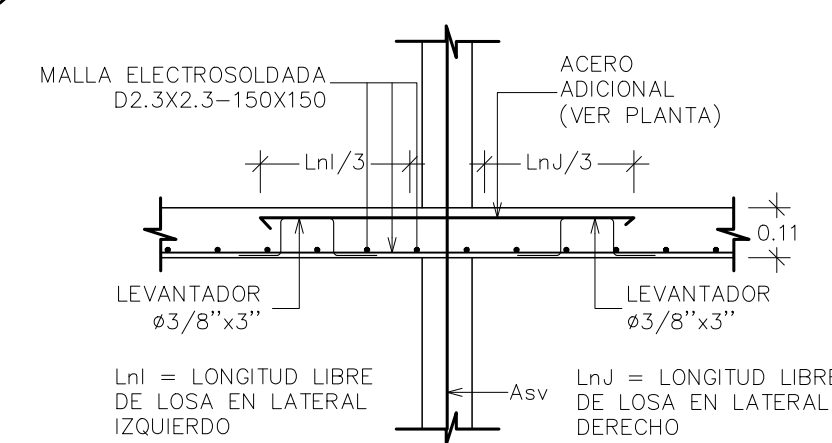 MALLA ELECTROSOLDADA
D2.3X2.3-150X150
ACERO
ADICIONAL
(VER PLANTA)
LnI/3
LnJ/3
0.11
LEVANTADOR
ø3/8"x3"
LEVANTADOR
ø3/8"x3"
LnI = LONGITUD LIBRE
DE LOSA EN LATERAL
IZQUIERDO
Asv
LnJ = LONGITUD LIBRE
DE LOSA EN LATERAL
DERECHO